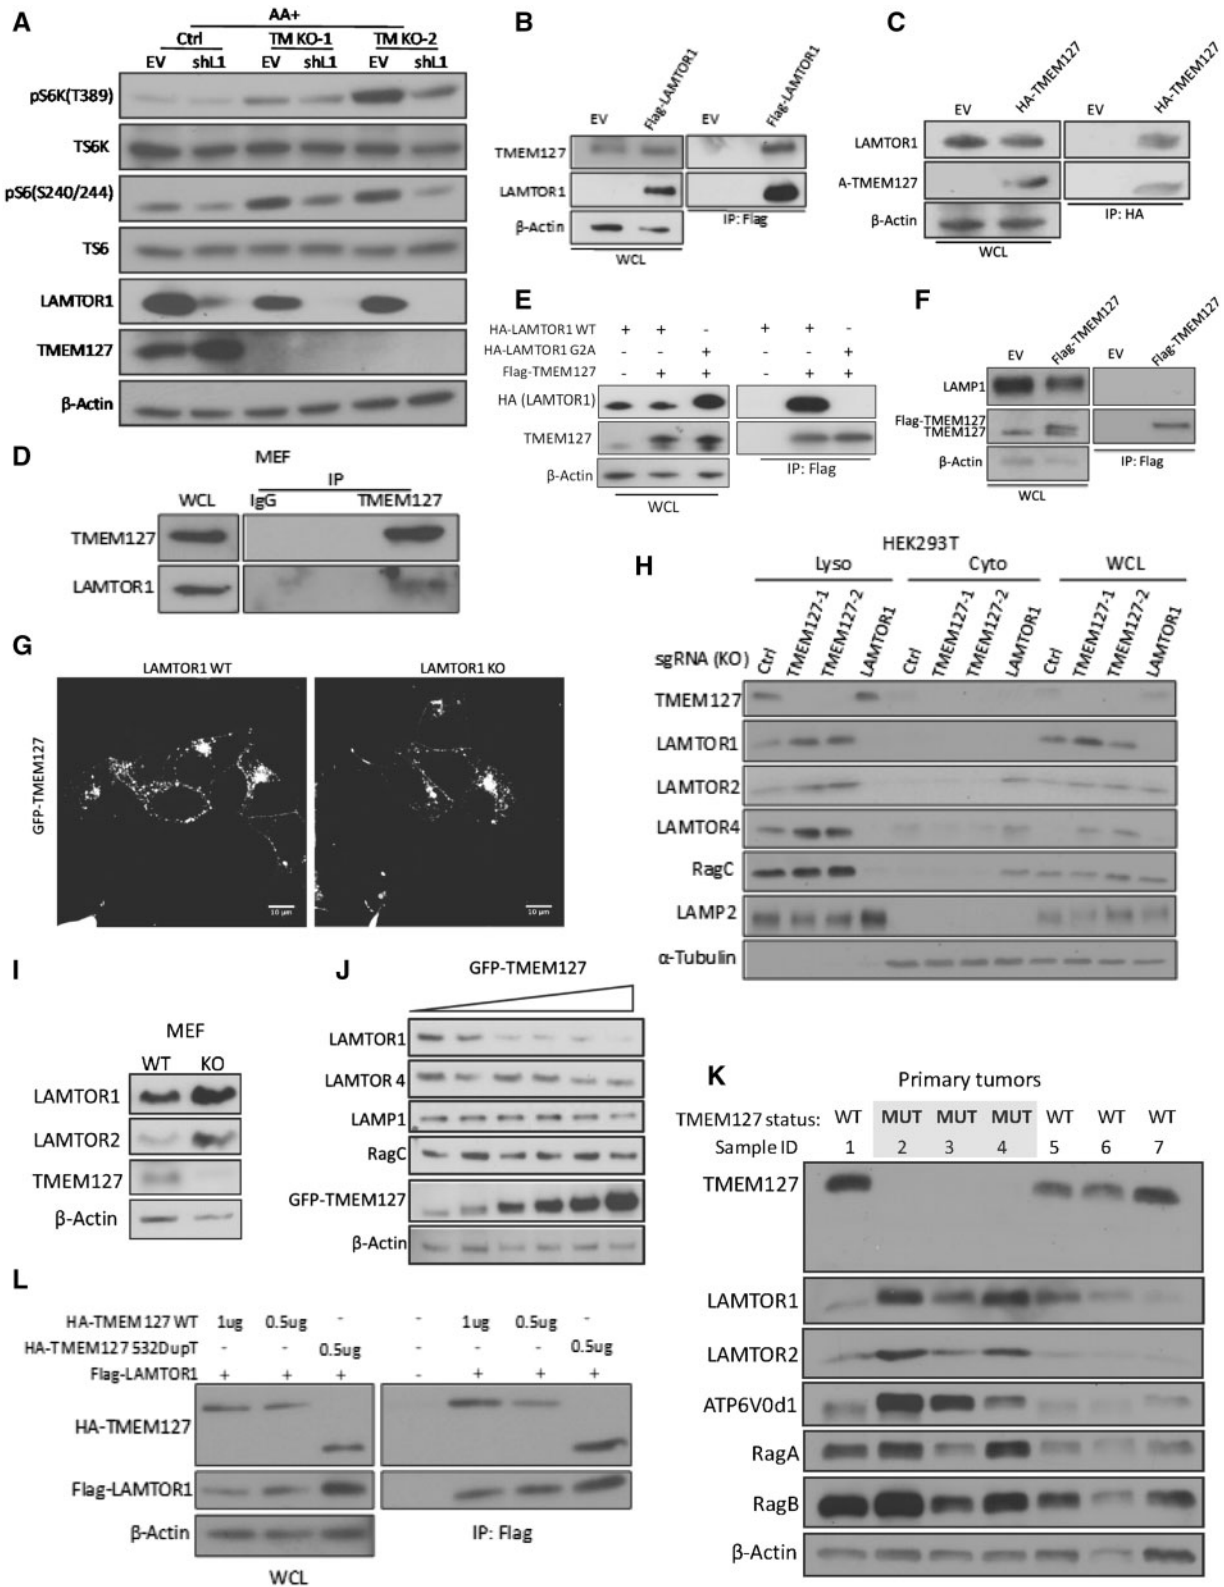 A
AA+
Ctrl TM KO-1 TM KO-2
EV shL1 EV shL1 EV shL1
pS6K(T389)
TS6K
pS6(S240/244)
TS6
LAMTOR1
TMEM127
β-Actin
B
EV Flag-LAMTOR1 EV Flag-LAMTOR1
TMEM127
LAMTOR1
β-Actin
IP: Flag
WCL
C
EV HA-TMEM127 EV HA-TMEM127
LAMTOR1
A-TMEM127
β-Actin
IP: HA
WCL
D
MEF
IP
WCL IgG TMEM127
TMEM127
LAMTOR1
E
HA-LAMTOR1 WT + + - + + -
HA-LAMTOR1 G2A - - + - - +
Flag-TMEM127 - + + - + +
HA (LAMTOR1)
TMEM127
β-Actin
IP: Flag
WCL
F
EV Flag-TMEM127 EV Flag-TMEM127
LAMP1
Flag-TMEM127
TMEM127
β-Actin
IP: Flag
WCL
G
LAMTOR1 WT LAMTOR1 KO
GFP-TMEM127
10 μm 10 μm
H
HEK293T
Lyso Cyto WCL
sgRNA (KO) Ctrl TMEM127-1 TMEM127-2 LAMTOR1 Ctrl TMEM127-1 TMEM127-2 LAMTOR1 Ctrl TMEM127-1 TMEM127-2 LAMTOR1
TMEM127
LAMTOR1
LAMTOR2
LAMTOR4
RagC
LAMP2
α-Tubulin
I
MEF
WT KO
LAMTOR1
LAMTOR2
TMEM127
β-Actin
J
GFP-TMEM127
LAMTOR1
LAMTOR 4
LAMP1
RagC
GFP-TMEM127
β-Actin
K
Primary tumors
TMEM127 status: WT MUT MUT MUT WT WT WT
Sample ID 1 2 3 4 5 6 7
TMEM127
LAMTOR1
LAMTOR2
ATP6V0d1
RagA
RagB
β-Actin
L
HA-TMEM127 WT 1ug 0.5ug - - 1ug 0.5ug -
HA-TMEM127 532DupT - - 0.5ug - - - 0.5ug
Flag-LAMTOR1 + + + - + + +
HA-TMEM127
Flag-LAMTOR1
β-Actin
IP: Flag
WCL